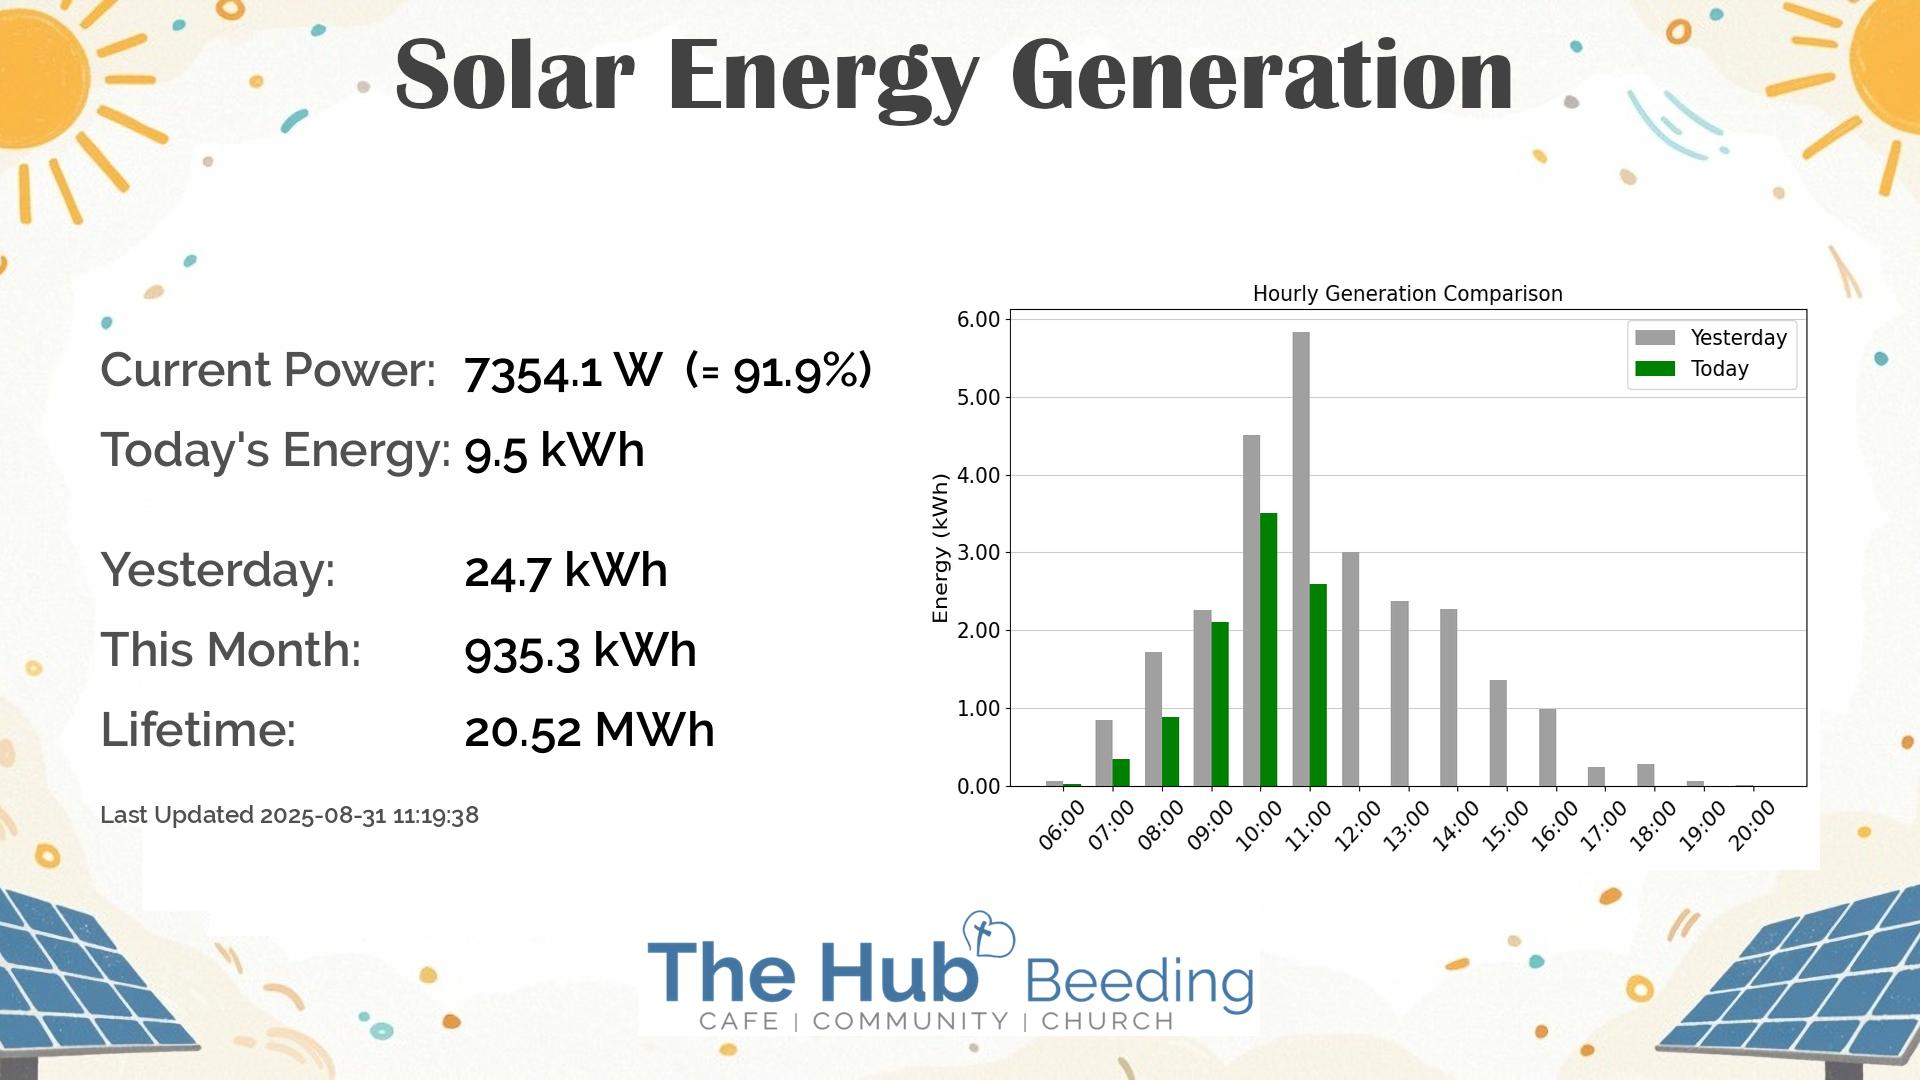 Solar Energy Generation
Current Power: 7354.1 W (= 91.9%)
Today's Energy: 9.5 kWh
Yesterday: 24.7 kWh
This Month: 935.3 kWh
Lifetime: 20.52 MWh
Last Updated 2025-08-31 11:19:38
Hourly Generation Comparison
Yesterday
Today
Energy (kWh)
6.00
5.00
4.00
3.00
2.00
1.00
0.00
06:00 07:00 08:00 09:00 10:00 11:00 12:00 13:00 14:00 15:00 16:00 17:00 18:00 19:00 20:00
The Hub Beeding
CAFE | COMMUNITY | CHURCH